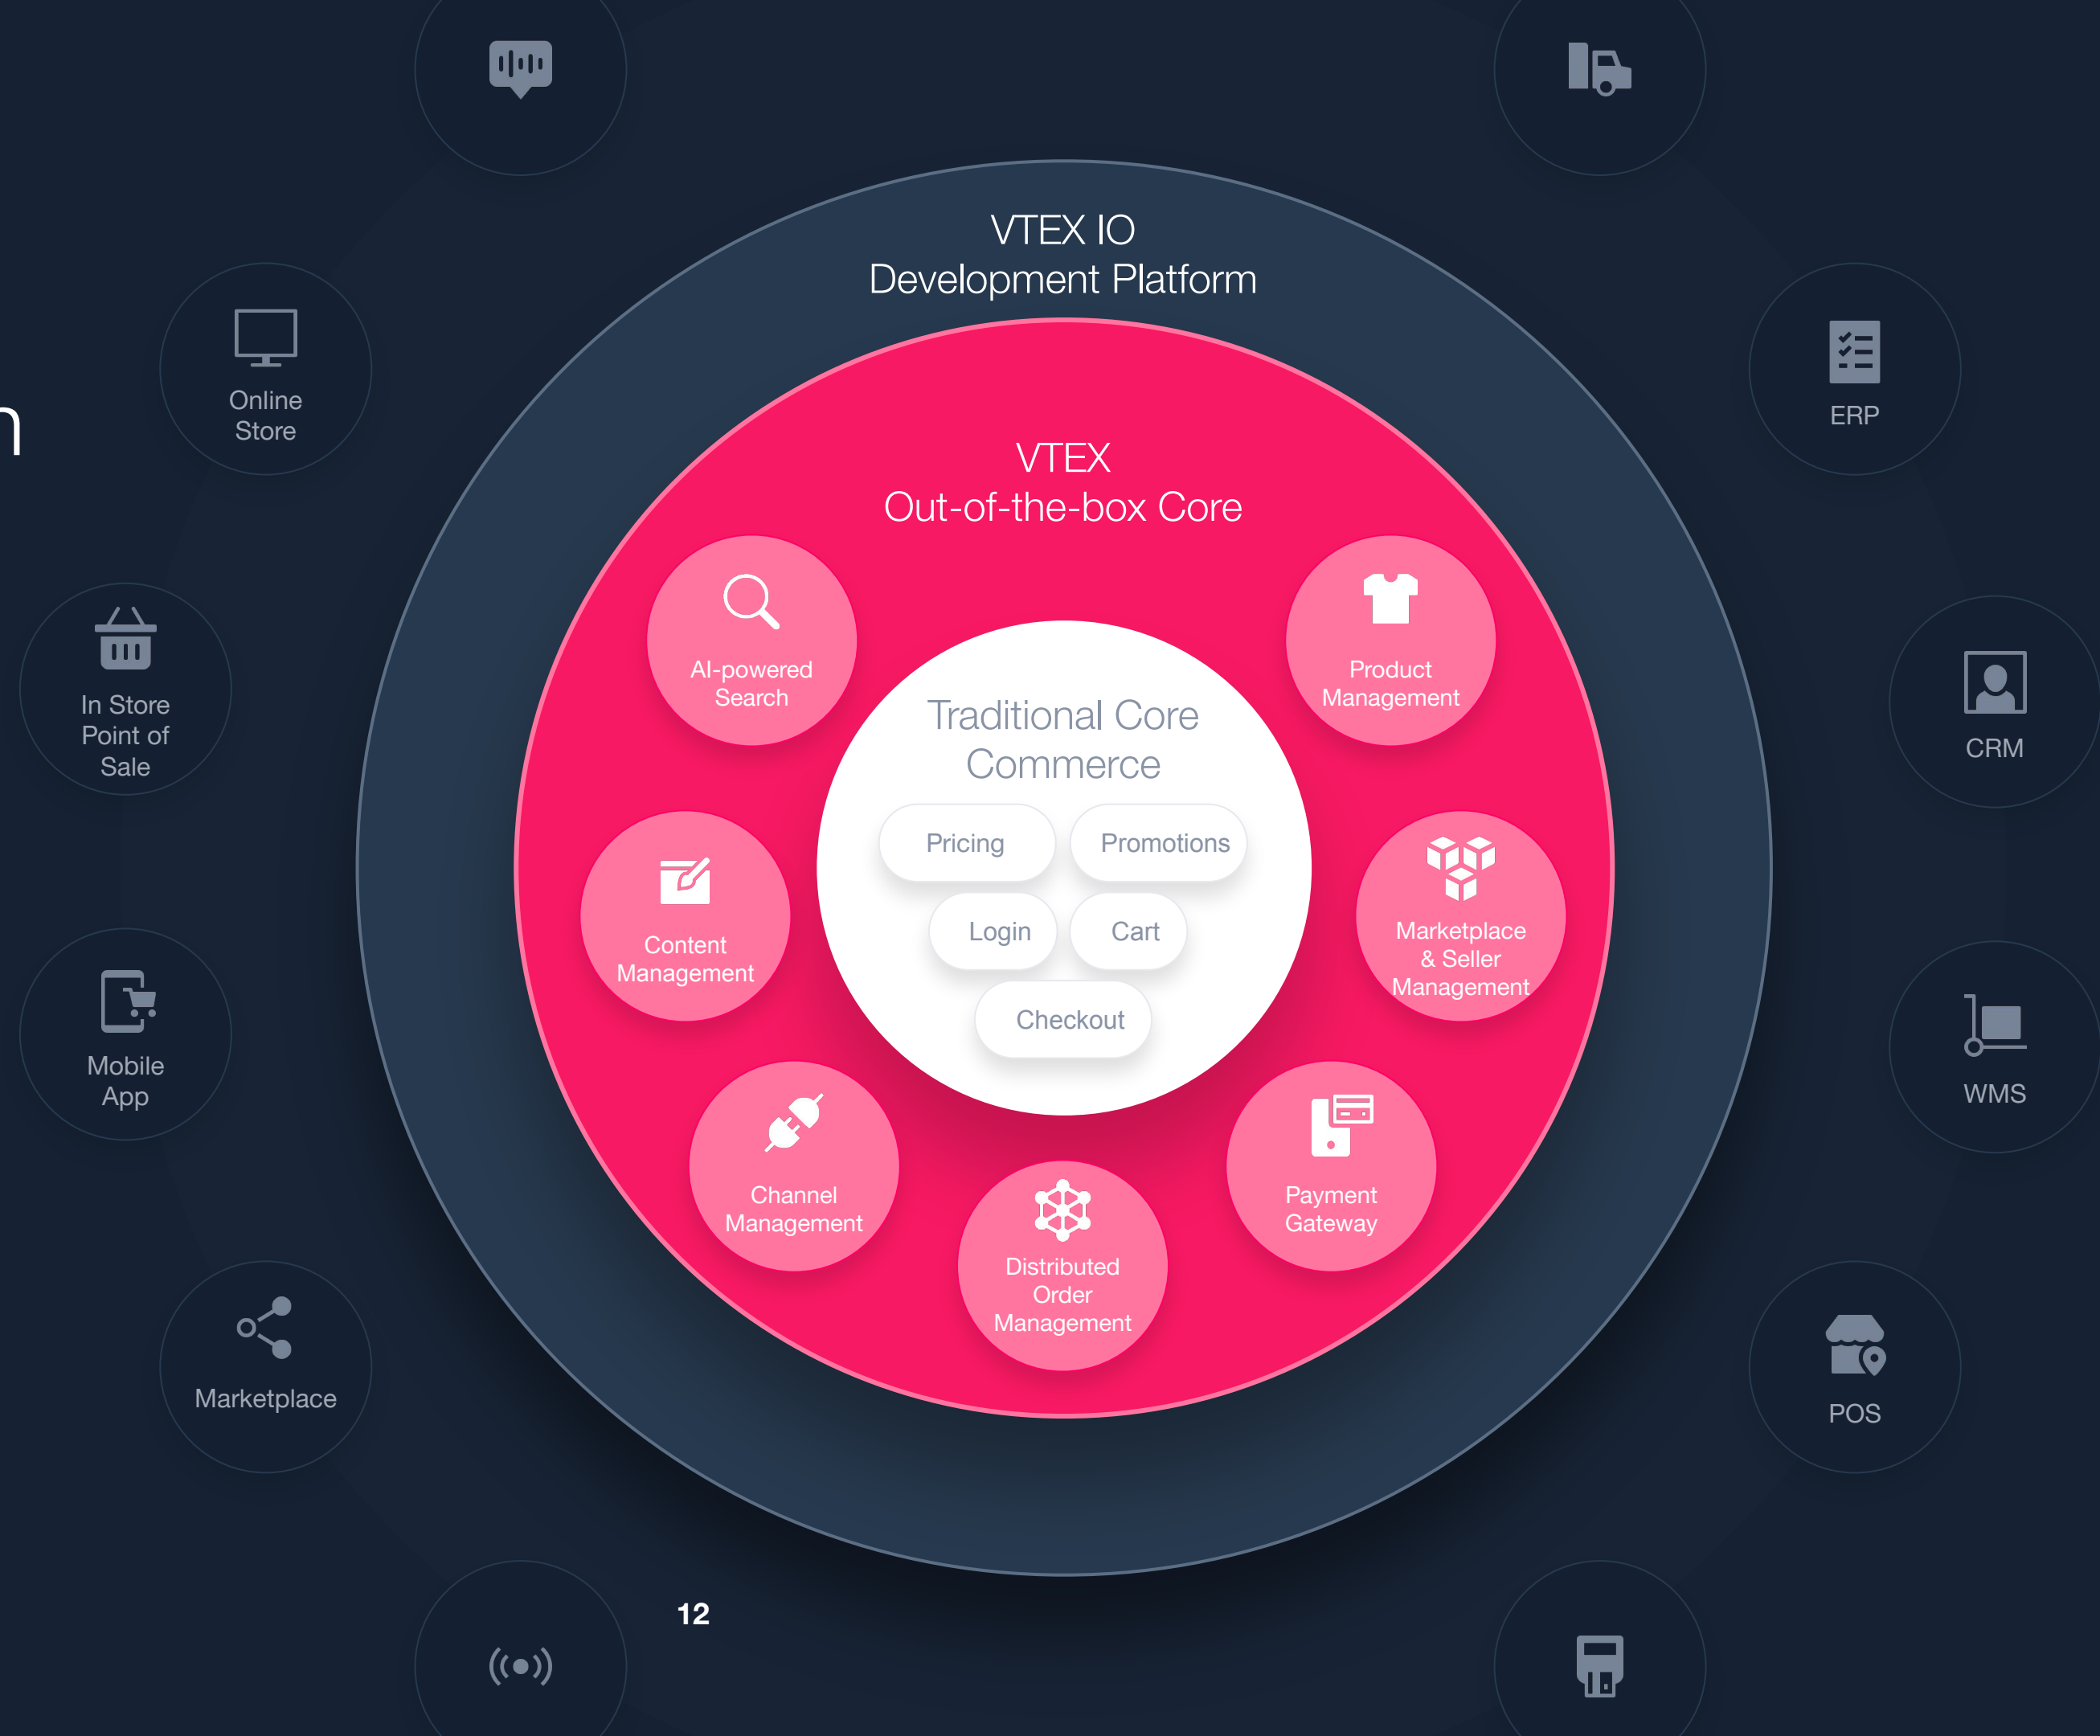 VTEX IO
Development Platform
Online
Store
ERP
n
VTEX
Out-of-the-box Core
AI-powered
Search
Product
Management
In Store
Point of
Sale
CRM
Traditional Core
Commerce
Pricing
Promotions
Login
Cart
Checkout
Content
Management
Marketplace
& Seller
Management
Mobile
App
WMS
Channel
Management
Payment
Gateway
Distributed
Order
Management
Marketplace
POS
12